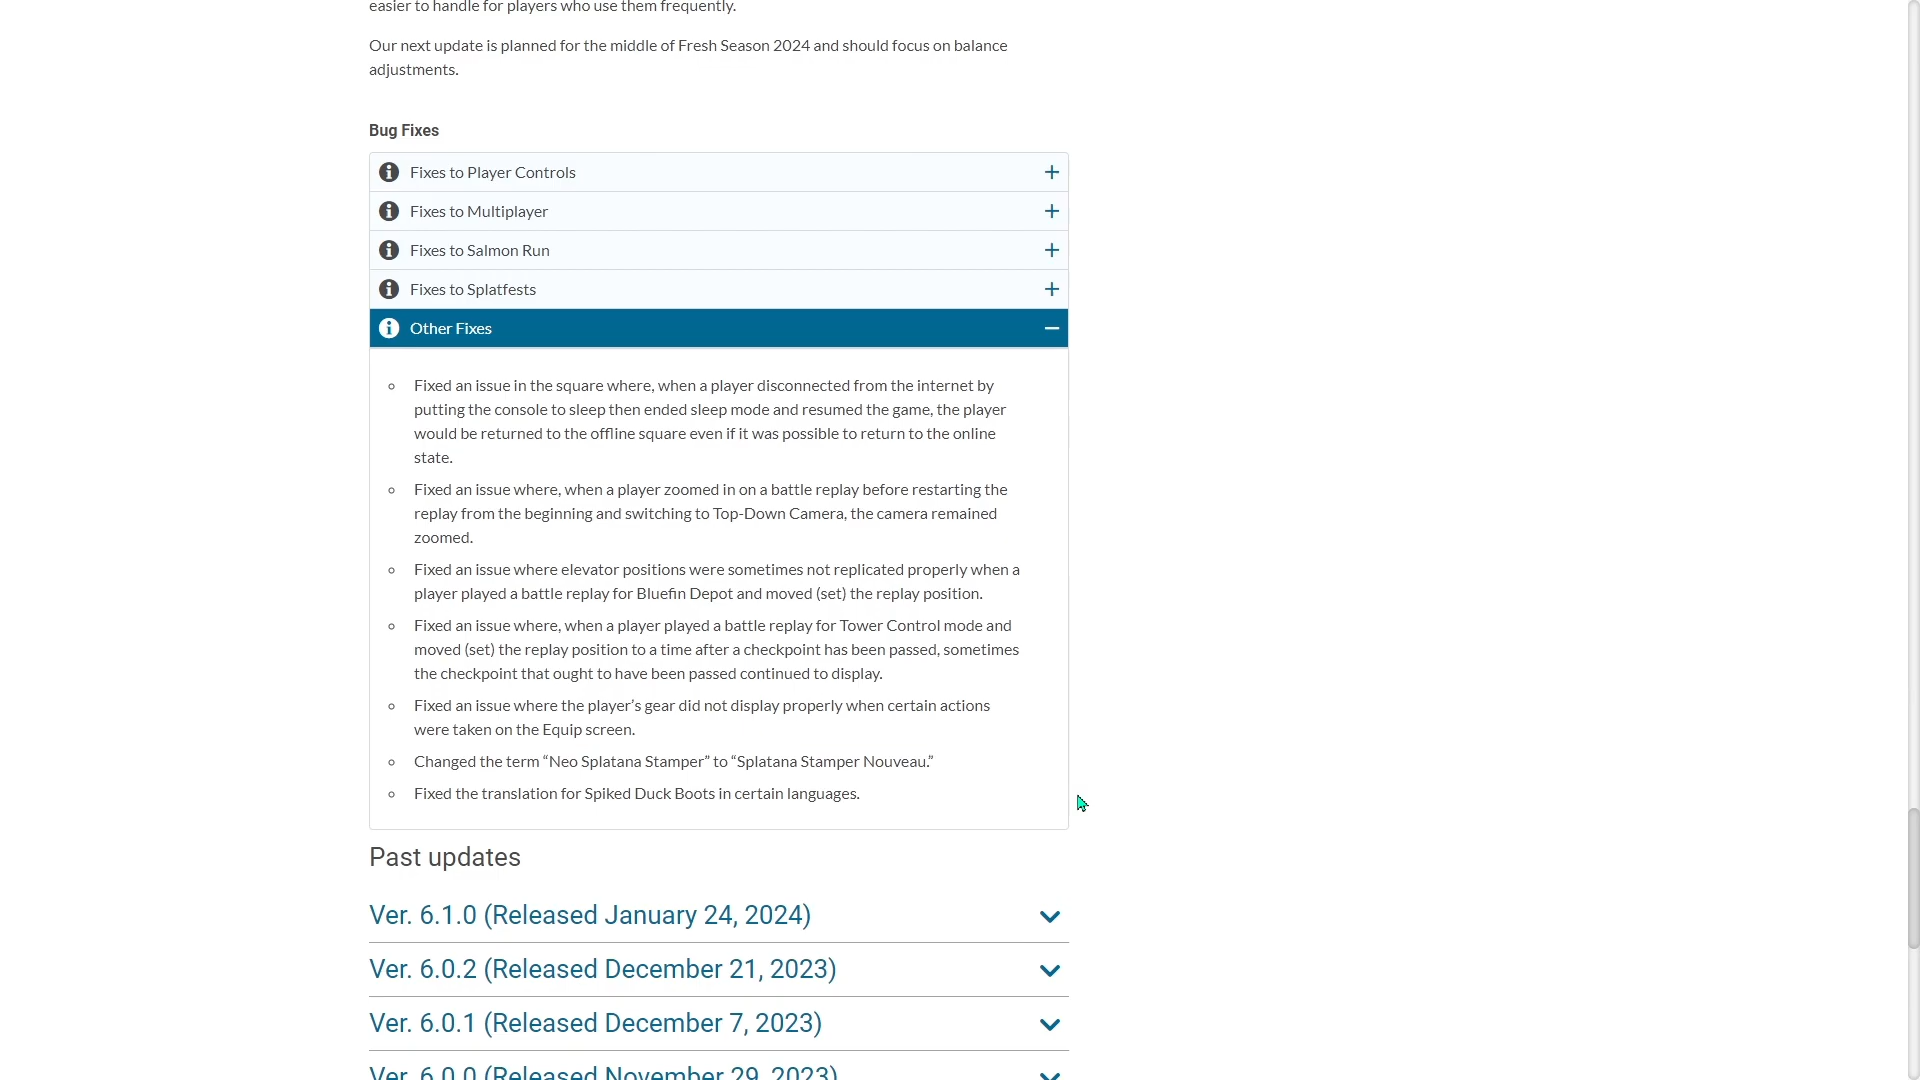 easier to handle for players who use them frequently.
Our next update is planned for the middle of Fresh Season 2024 and should focus on balance
adjustments.
Bug Fixes
Fixes to Player Controls
Fixes to Multiplayer
Fixes to Salmon Run
Fixes to Splatfests
Other Fixes
Fixed an issue in the square where, when a player disconnected from the internet by
putting the console to sleep then ended sleep mode and resumed the game, the player
would be returned to the offline square even if it was possible to return to the online
state.
Fixed an issue where, when a player zoomed in on a battle replay before restarting the
replay from the beginning and switching to Top-Down Camera, the camera remained
zoomed.
Fixed an issue where elevator positions were sometimes not replicated properly when a
player played a battle replay for Bluefin Depot and moved (set) the replay position.
Fixed an issue where, when a player played a battle replay for Tower Control mode and
moved (set) the replay position to a time after a checkpoint has been passed, sometimes
the checkpoint that ought to have been passed continued to display.
Fixed an issue where the player’s gear did not display properly when certain actions
were taken on the Equip screen.
Changed the term “Neo Splatana Stamper” to “Splatana Stamper Nouveau.”
Fixed the translation for Spiked Duck Boots in certain languages.
Past updates
Ver. 6.1.0 (Released January 24, 2024)
Ver. 6.0.2 (Released December 21, 2023)
Ver. 6.0.1 (Released December 7, 2023)
Ver. 6.0.0 (Released November 29, 2023)